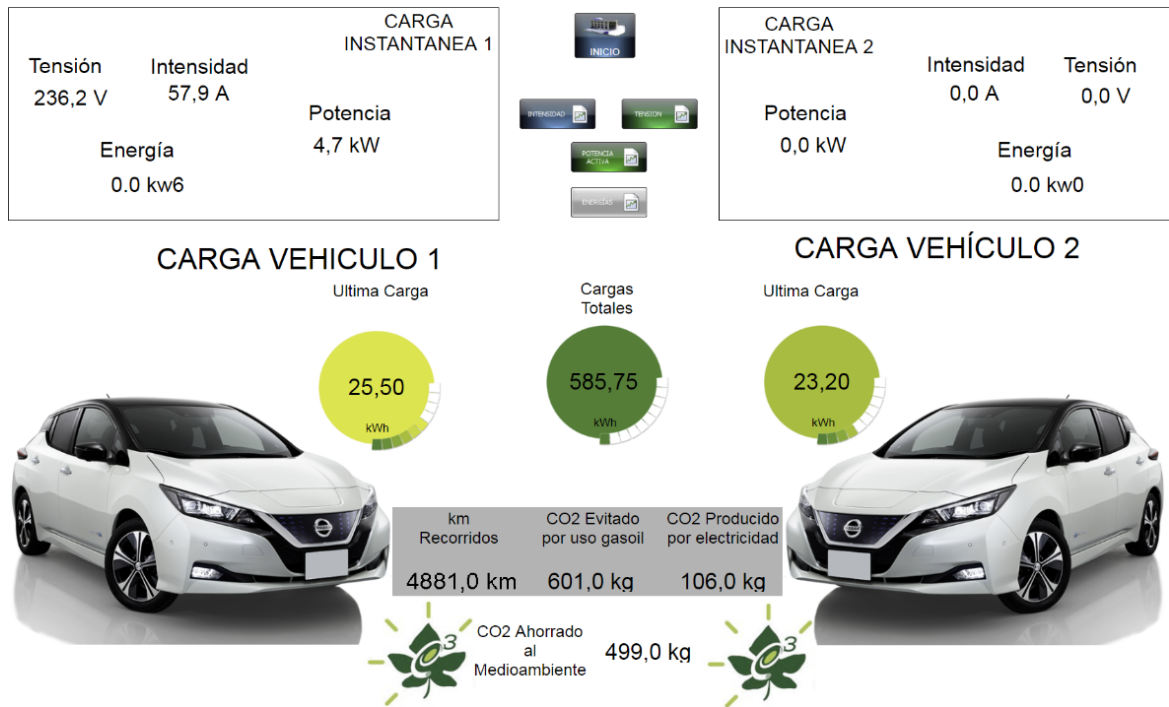 CARGA
INSTANTANEA 1
Tensión
Intensidad
236,2 V
57,9 A
Potencia
4,7 kW
Energía
0.0 kw6
INICIO
INTENSIDAD
TENSION
POTENCIA
ACTIVA
ENERGÍAS
CARGA
INSTANTANEA 2
Intensidad
Tensión
0,0 A
0,0 V
Potencia
0,0 kW
Energía
0.0 kw0
CARGA VEHICULO 1
CARGA VEHÍCULO 2
Ultima Carga
25,50
kWh
Cargas
Totales
585,75
kWh
Ultima Carga
23,20
kWh
km
Recorridos
4881,0 km
CO2 Evitado
por uso gasoil
601,0 kg
CO2 Producido
por electricidad
106,0 kg
3
CO2 Ahorrado
al
Medioambiente
499,0 kg
3